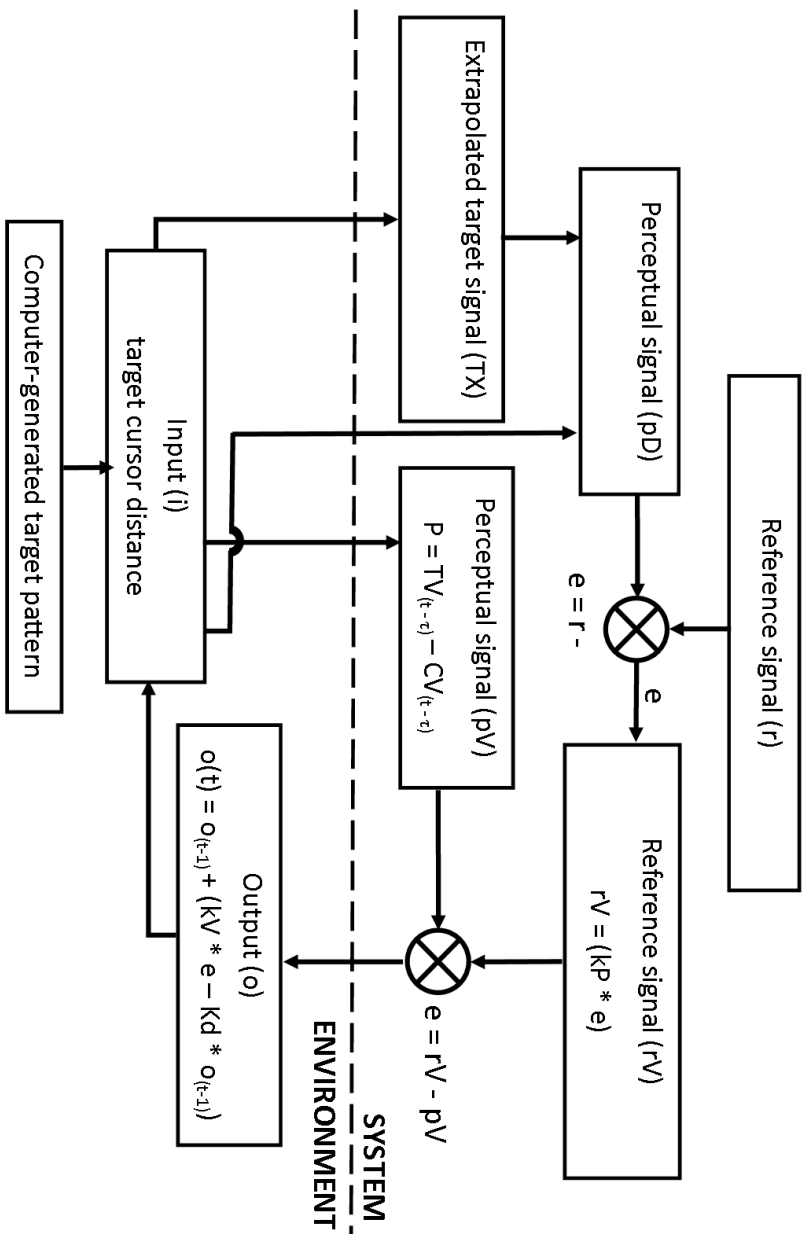 Reference signal (r)
Perceptual signal (pD)
e = r -
e
Reference signal (rV)
rV = (kP * e)
Extrapolated target signal (TX)
Perceptual signal (pV)
P = TV(t - τ) – CV(t - τ)
e = rV - pV
SYSTEM
ENVIRONMENT
Input (i)
target cursor distance
Output (o)
o(t) = o(t-1) + (kV * e – Kd * o(t-1))
Computer-generated target pattern